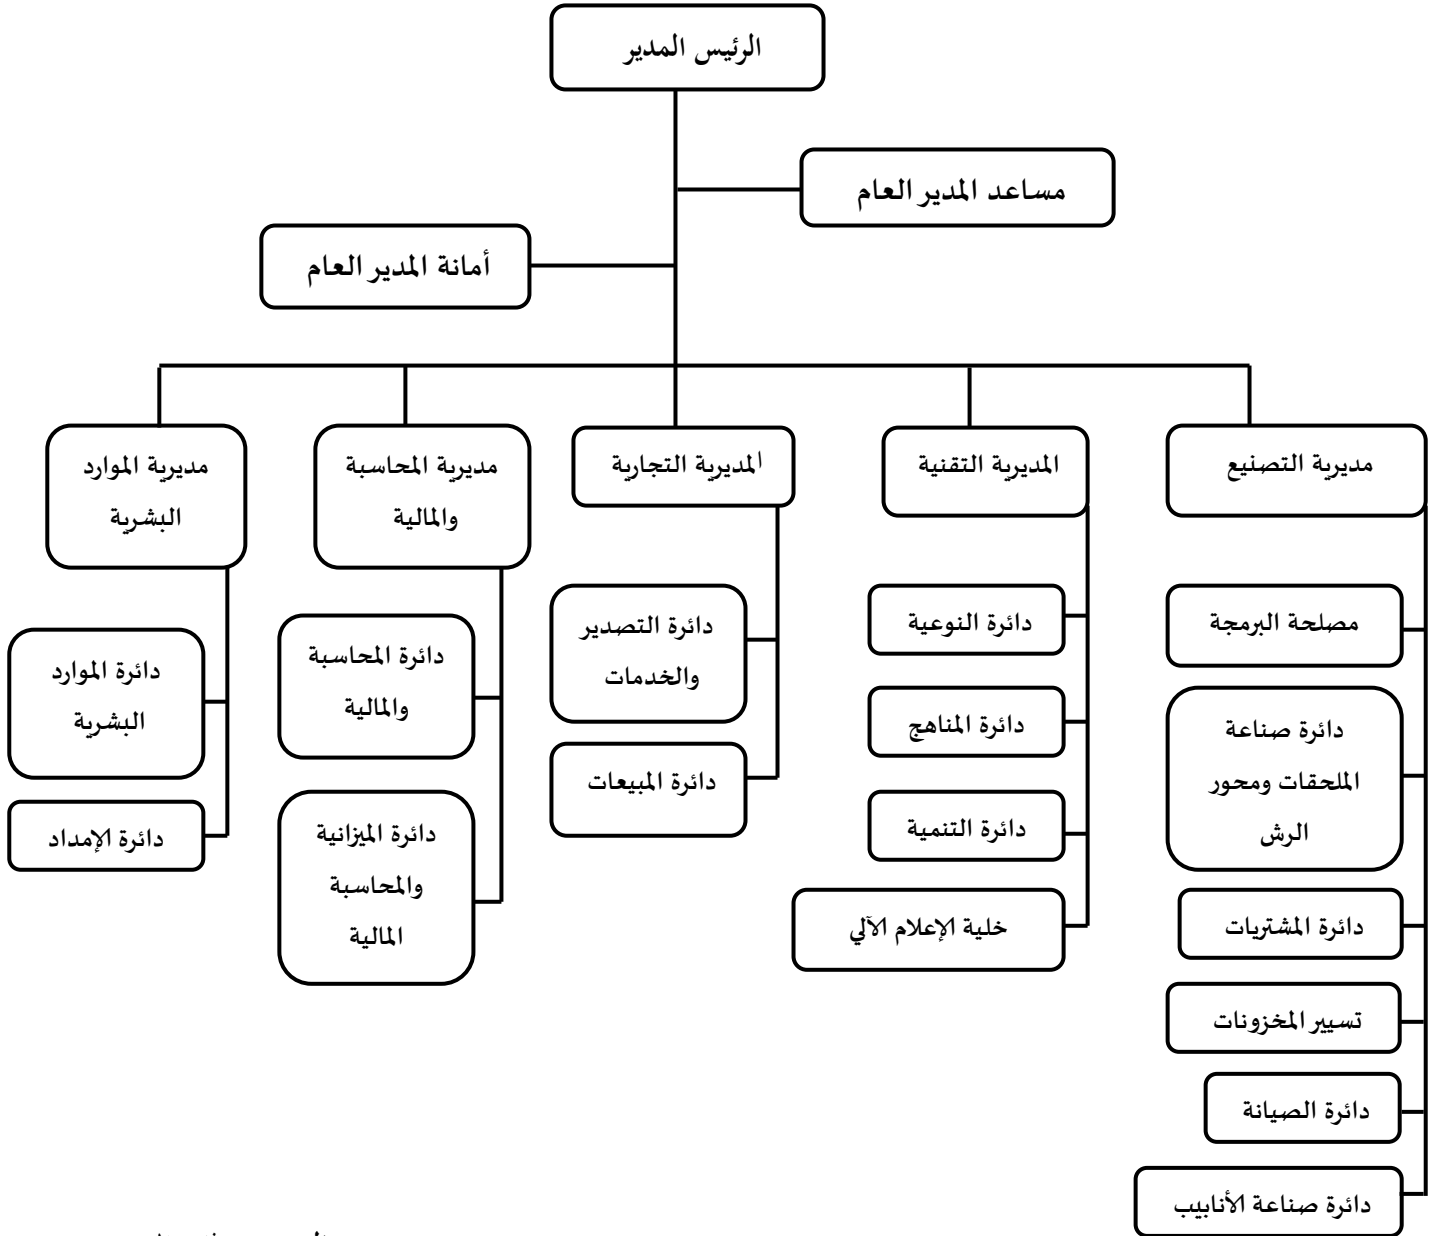 الرئيس المدير
مساعد المدير العام
أمانة المدير العام
مديرية التصنيع
المديرية التقنية
المديرية التجارية
مديرية المحاسبة
والمالية
مديرية الموارد
البشرية
مصلحة البرمجة
دائرة صناعة
الملحقات ومحور
الرش
دائرة المشتريات
تسيير المخزونات
دائرة الصيانة
دائرة صناعة الأنابيب
دائرة النوعية
دائرة المناهج
دائرة التنمية
خلية الإعلام الآلي
دائرة التصدير
والخدمات
دائرة المبيعات
دائرة المحاسبة
والمالية
دائرة الميزانية
والمحاسبة
المالية
دائرة الموارد
البشرية
دائرة الإمداد